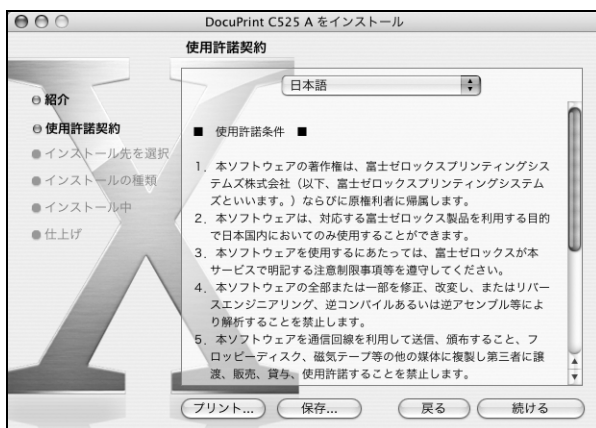 DocuPrint C525 A をインストール
使用許諾契約
紹介
使用許諾契約
インストール先を選択
インストールの種類
インストール中
仕上げ
日本語
■ 使用許諾条件 ■
1．本ソフトウェアの著作権は、富士ゼロックスプリンティングシス
テムズ株式会社（以下、富士ゼロックスプリンティングシステム
ズといいます。）ならびに原権利者に帰属します。
2．本ソフトウェアは、対応する富士ゼロックス製品を利用する目的
で日本国内においてのみ使用することができます。
3．本ソフトウェアを使用するにあたっては、富士ゼロックスが本
サービスで明記する注意制限事項等を遵守してください。
4．本ソフトウェアの全部または一部を修正、改変し、またはリバー
スエンジニアリング、逆コンパイルあるいは逆アセンブル等によ
り解析することを禁止します。
5．本ソフトウェアを通信回線を利用して送信、頒布すること、フ
ロッピーディスク、磁気テープ等の他の媒体に複製し第三者に譲
渡、販売、貸与、使用許諾することを禁止します。
プリント... 保存... 戻る 続ける